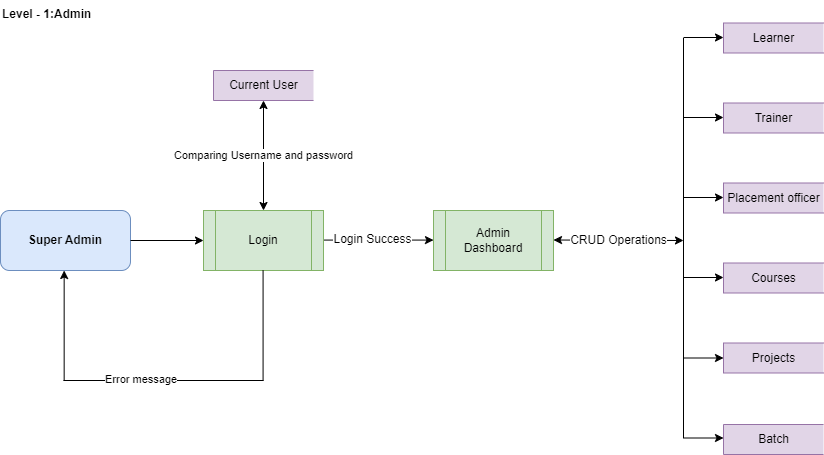 Level - 1:Admin
Learner
Current User
Trainer
Comparing Username and password
Placement officer
Super Admin
Login
Login Success
Admin
Dashboard
CRUD Operations
Courses
Projects
Error message
Batch